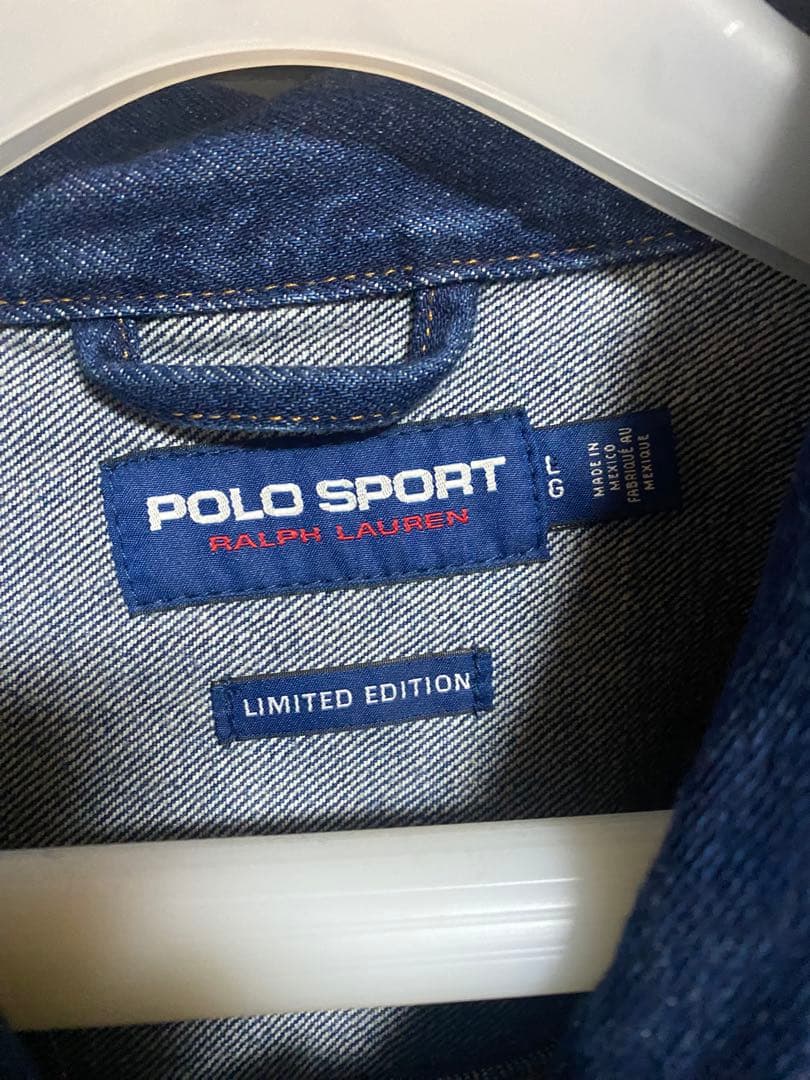 POLO SPORT
RALPH LAUREN
L
G
MADE IN
MEXICO
FABRIQUÉ AU
MEXIQUE
LIMITED EDITION